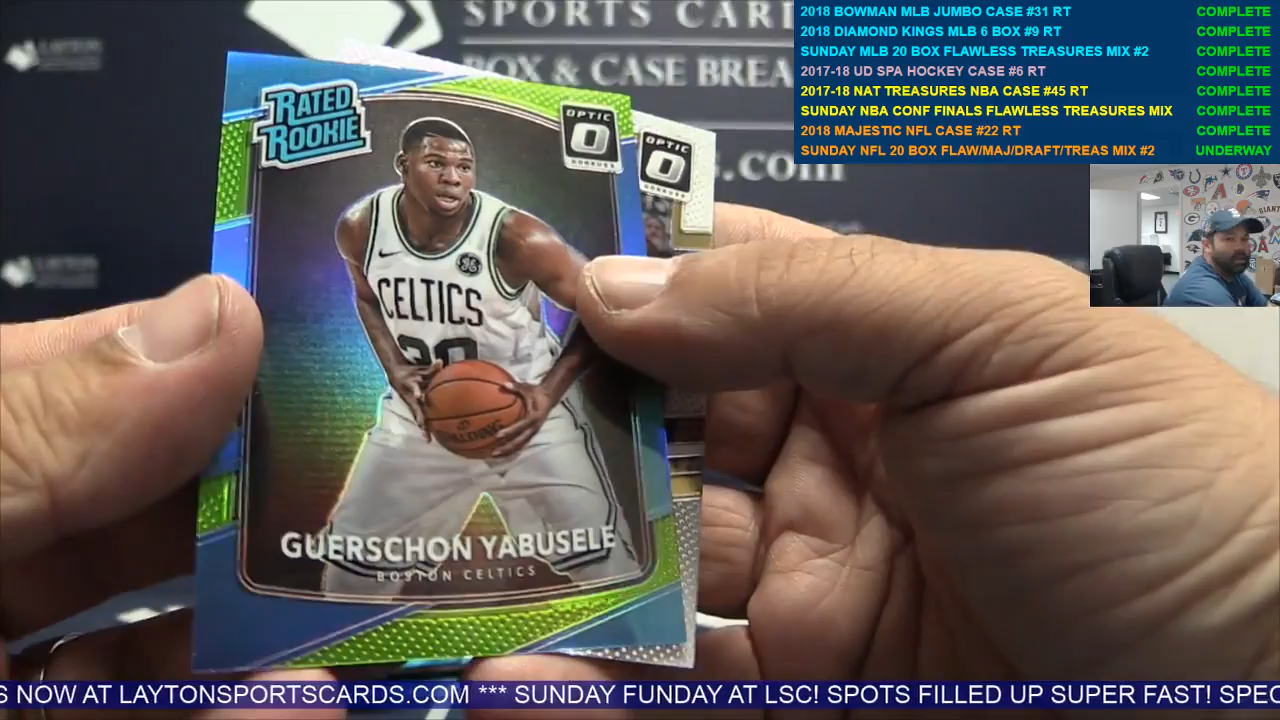 SPORTS CAR
BOX & CASE BREA
s.com
LAYTON
2018 BOWMAN MLB JUMBO CASE #31 RT COMPLETE
2018 DIAMOND KINGS MLB 6 BOX #9 RT COMPLETE
SUNDAY MLB 20 BOX FLAWLESS TREASURES MIX #2 COMPLETE
2017-18 UD SPA HOCKEY CASE #6 RT COMPLETE
2017-18 NAT TREASURES NBA CASE #45 RT COMPLETE
SUNDAY NBA CONF FINALS FLAWLESS TREASURES MIX COMPLETE
2018 MAJESTIC NFL CASE #22 RT COMPLETE
SUNDAY NFL 20 BOX FLAW/MAJ/DRAFT/TREAS MIX #2 UNDERWAY
RATED
ROOKIE
OPTIC
DONRUSS
OPTIC
DONRUSS
CELTICS
30
SPALDING
GUERSCHON YABUSELE
BOSTON CELTICS
S NOW AT LAYTONSPORTSCARDS.COM *** SUNDAY FUNDAY AT LSC! SPOTS FILLED UP SUPER FAST! SPEC